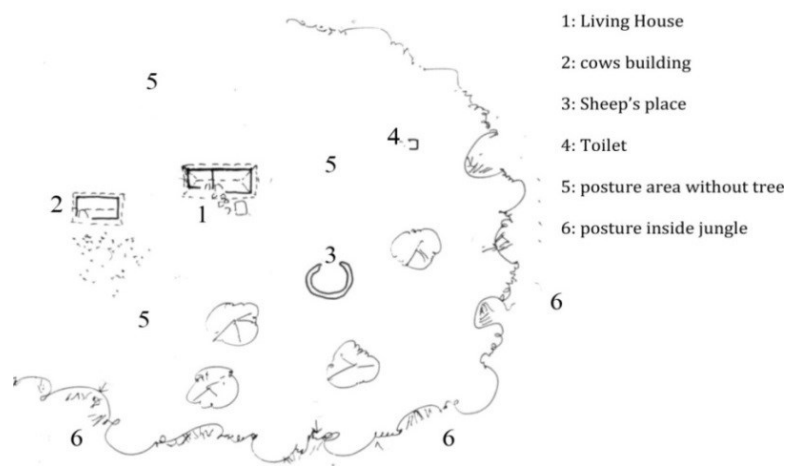 1: Living House
2: cows building
3: Sheep's place
4: Toilet
5: posture area without tree
6: posture inside jungle
5
4
5
2
1
3
6
5
6
6